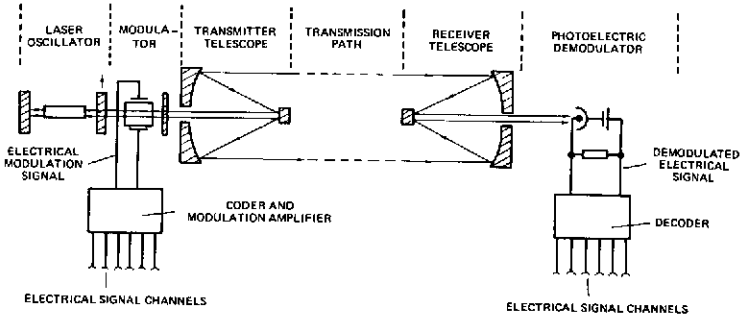 LASER
OSCILLATOR
MODULA-
TOR
TRANSMITTER
TELESCOPE
TRANSMISSION
PATH
RECEIVER
TELESCOPE
PHOTOELECTRIC
DEMODULATOR
ELECTRICAL
MODULATION
SIGNAL
DEMODULATED
ELECTRICAL
SIGNAL
CODER AND
MODULATION AMPLIFIER
DECODER
ELECTRICAL SIGNAL CHANNELS
ELECTRICAL SIGNAL CHANNELS